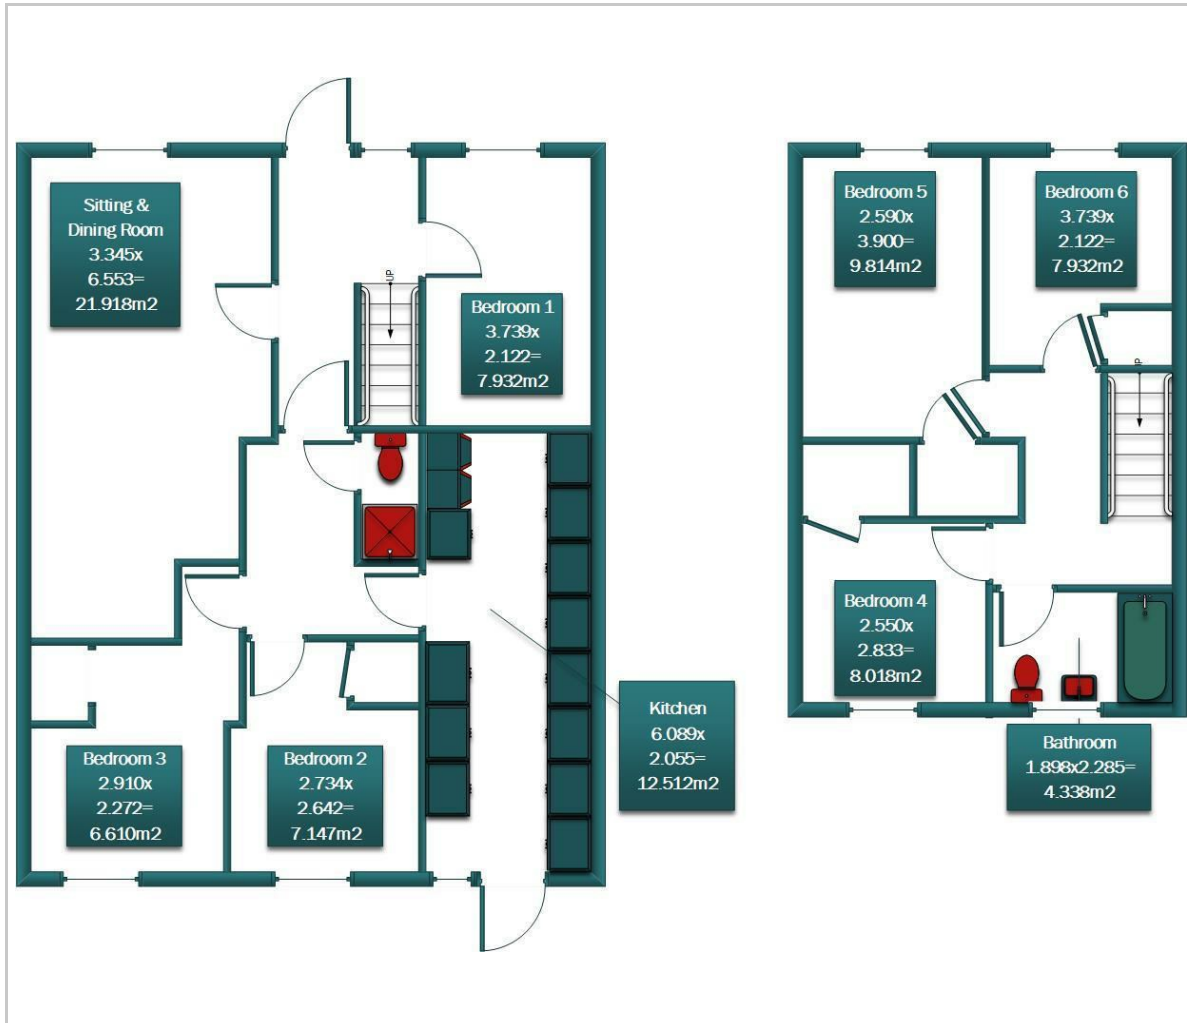 Sitting &
Dining Room
3.345x
6.553=
21.918m2
UP
Bedroom 1
3.739x
2.122=
7.932m2
Bedroom 3
2.910x
2.272=
6.610m2
Bedroom 2
2.734x
2.642=
7.147m2
Kitchen
6.089x
2.055=
12.512m2
Bedroom 5
2.590x
3.900=
9.814m2
Bedroom 6
3.739x
2.122=
7.932m2
Bedroom 4
2.550x
2.833=
8.018m2
Bathroom
1.898x2.285=
4.338m2